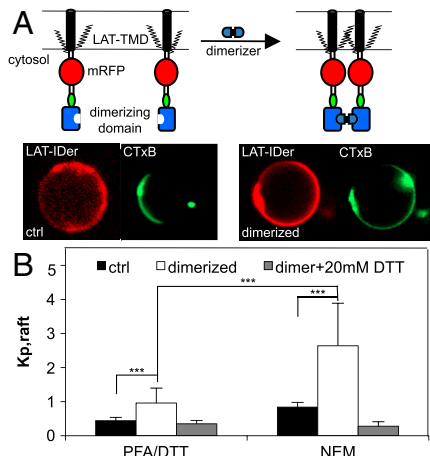 A
LAT-TMD
cytosol
mRFP
dimerizer
dimerizing
domain
LAT-IDer
CTxB
ctrl
LAT-IDer
CTxB
dimerized
B
ctrl
dimerized
dimer+20mM DTT
Kp,raft
5
4
3
2
1
0
***
***
***
PFA/DTT
NEM